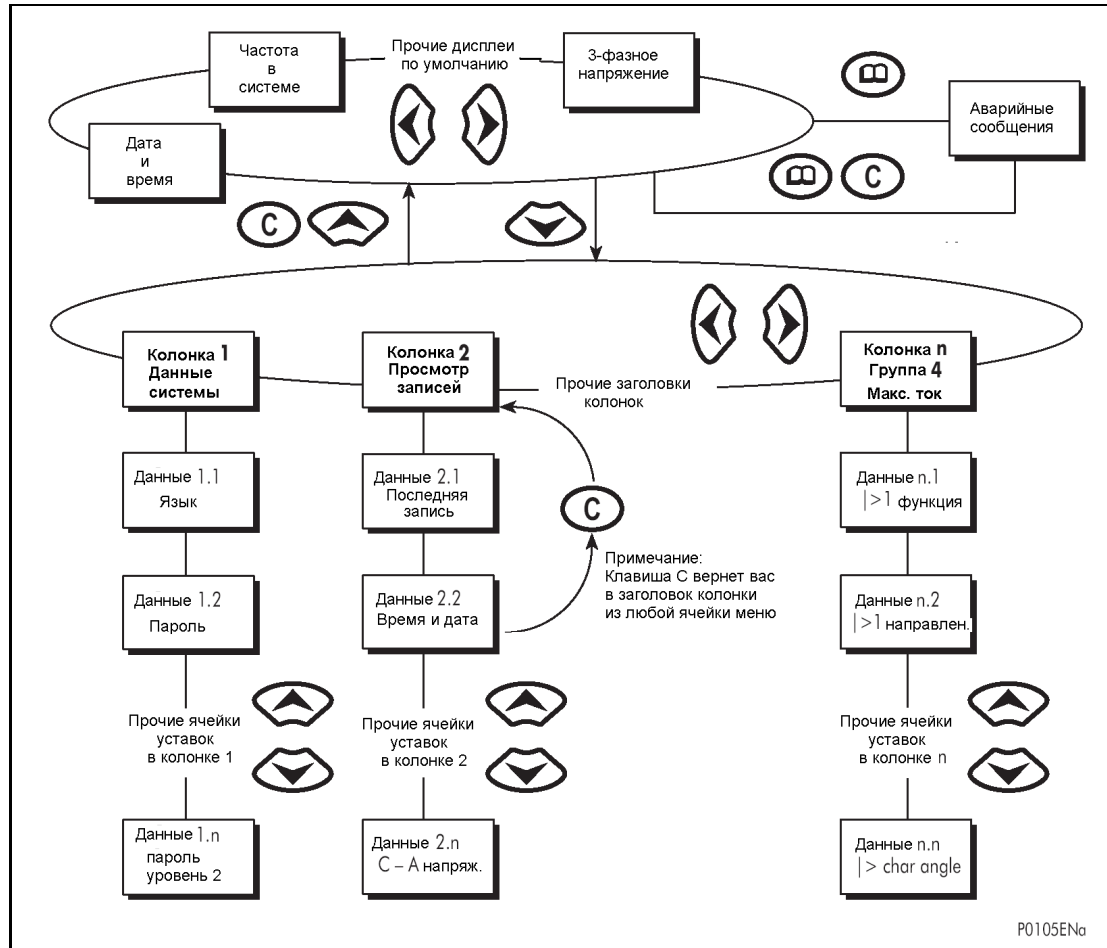 Частота
в
системе
Прочие дисплеи
по умолчанию
3-фазное
напряжение
Аварийные
сообщения
Дата
и
время
C
C
Колонка 1
Данные
системы
Колонка 2
Просмотр
записей
Прочие заголовки
колонок
Колонка n
Группа 4
Макс. ток
Данные 1.1
Язык
Данные 2.1
Последняя
запись
C
Данные n.1
|>1 функция
Примечание:
Клавиша С вернет вас
в заголовок колонки
из любой ячейки меню
Данные 1.2
Пароль
Данные 2.2
Время и дата
Данные n.2
|>1 направлен.
Прочие ячейки
уставок
в колонке 1
Прочие ячейки
уставок
в колонке 2
Прочие ячейки
уставок
в колонке n
Данные 1.n
пароль
уровень 2
Данные 2.n
C – A напряж.
Данные n.n
|> char angle
P0105ENa